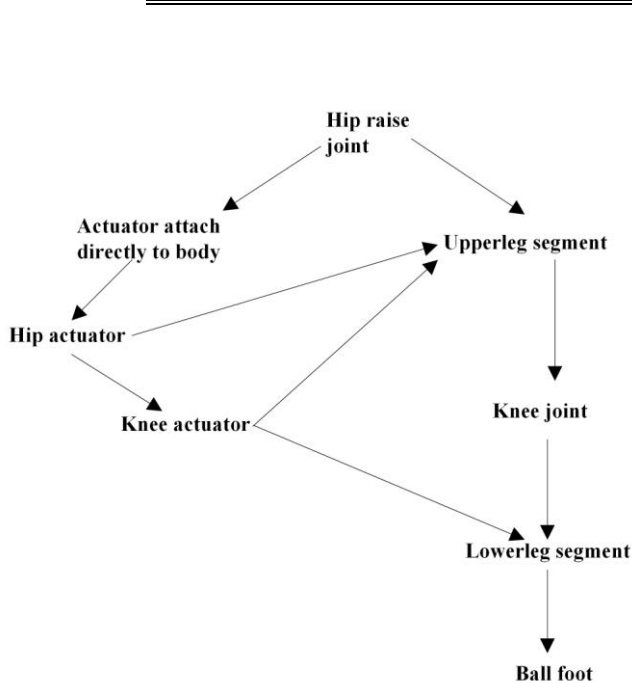 Hip raise
joint
Actuator attach
directly to body
Upperleg segment
Hip actuator
Knee actuator
Knee joint
Lowerleg segment
Ball foot